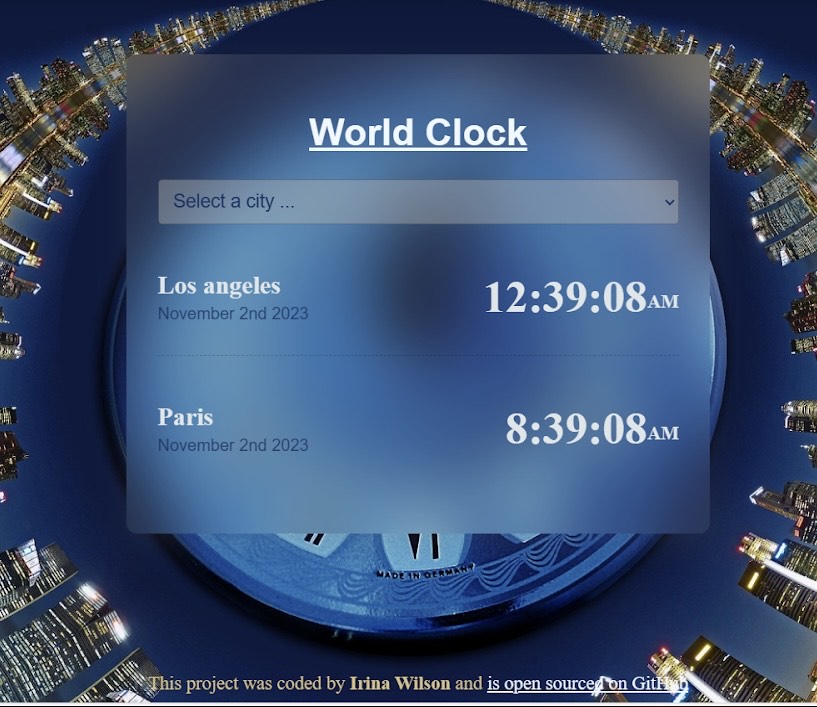 World Clock
Select a city ...
Los angeles
November 2nd 2023
12:39:08AM
Paris
November 2nd 2023
8:39:08AM
VI
MADE IN GERMANY
This project was coded by Irina Wilson and is open sourced on GitHub